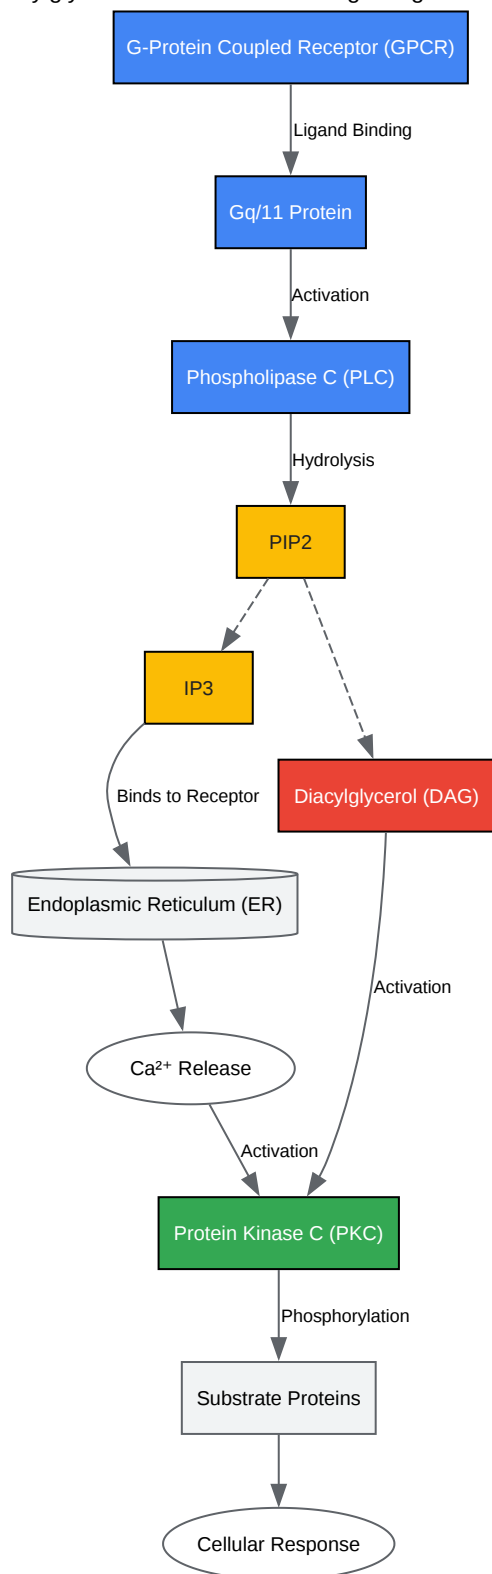 G-Protein Coupled Receptor (GPCR)
Ligand Binding
Gq/11 Protein
Activation
Phospholipase C (PLC)
Hydrolysis
PIP2
IP3
Diacylglycerol (DAG)
Binds to Receptor
Endoplasmic Reticulum (ER)
Activation
Ca²⁺ Release
Activation
Protein Kinase C (PKC)
Phosphorylation
Substrate Proteins
Cellular Response